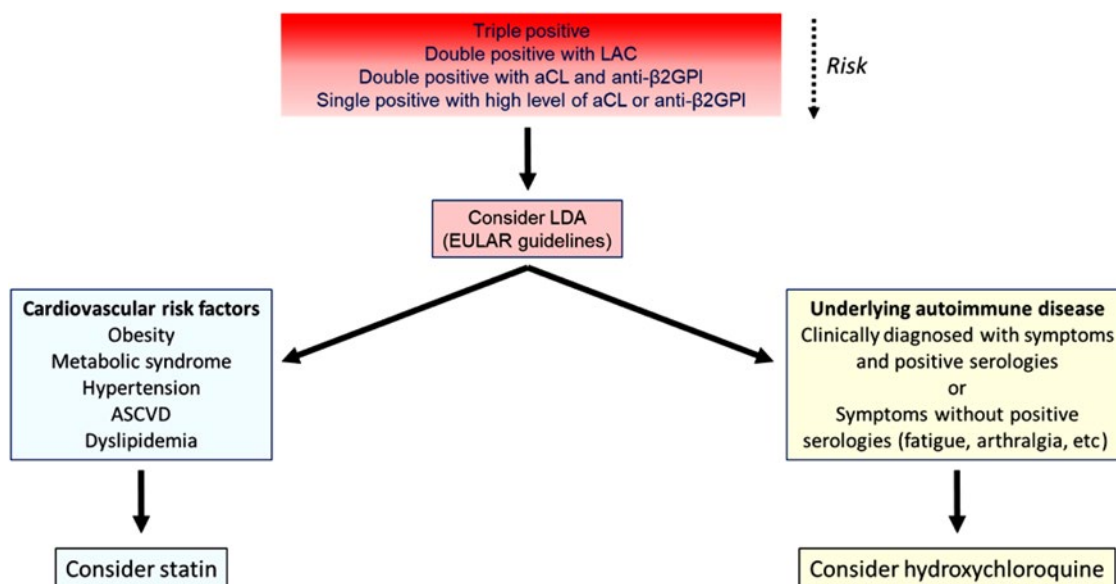 Triple positive
Double positive with LAC
Double positive with aCL and anti-β2GPI
Single positive with high level of aCL or anti-β2GPI
Risk
Consider LDA
(EULAR guidelines)
Cardiovascular risk factors
Obesity
Metabolic syndrome
Hypertension
ASCVD
Dyslipidemia
Underlying autoimmune disease
Clinically diagnosed with symptoms
and positive serologies
or
Symptoms without positive
serologies (fatigue, arthralgia, etc)
Consider statin
Consider hydroxychloroquine